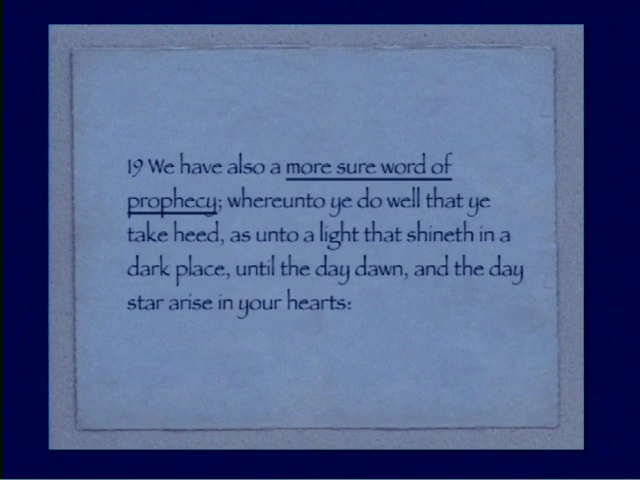 19 We have also a more sure word of
prophecy; whereunto ye do well that ye
take heed, as unto a light that shineth in a
dark place, until the day dawn, and the day
star arise in your hearts: